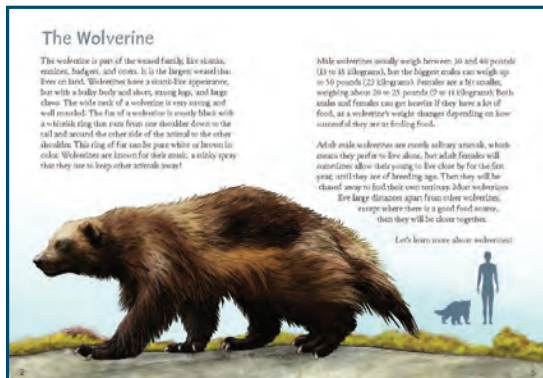 The Wolverine
The wolverine is part of the weasel family, like skunks,
ermines, badgers, and otters. It is the largest weasel that
lives on land. Wolverines have a skunk-like appearance,
but with a bulky body and short, strong legs, and large
claws. The wide neck of a wolverine is very strong and
well rounded. The fur of a wolverine is mostly black with
a whitish ring that runs from one shoulder down to the
tail and around the other side of the animal to the other
shoulder. This ring of fur can be pure white or brown in
color. Wolverines are known for their musk, a stinky spray
that they use to keep other animals away!
Male wolverines usually weigh between 30 and 40 pounds
kilograms), but the biggest males can weigh up
to 50 pounds (23 kilograms). Females are a bit smaller,
weighing about 20 to 25 pounds kilograms). Both
males and females can get heavier if they have a lot of
food, as a wolverine's weight changes depending on how
successful they are at finding food.
Adult male wolverines are mostly solitary animals, which
means they prefer to live alone, but adult females will
sometimes allow their young to live close by for the first
year, until they are of breeding age. Then they will be
chased away to find their own territory. Most wolverines
live large distances apart from other wolverines,
except where there is a good food source,
then they will be closer together.
Let's learn more about wolverines!
2
3